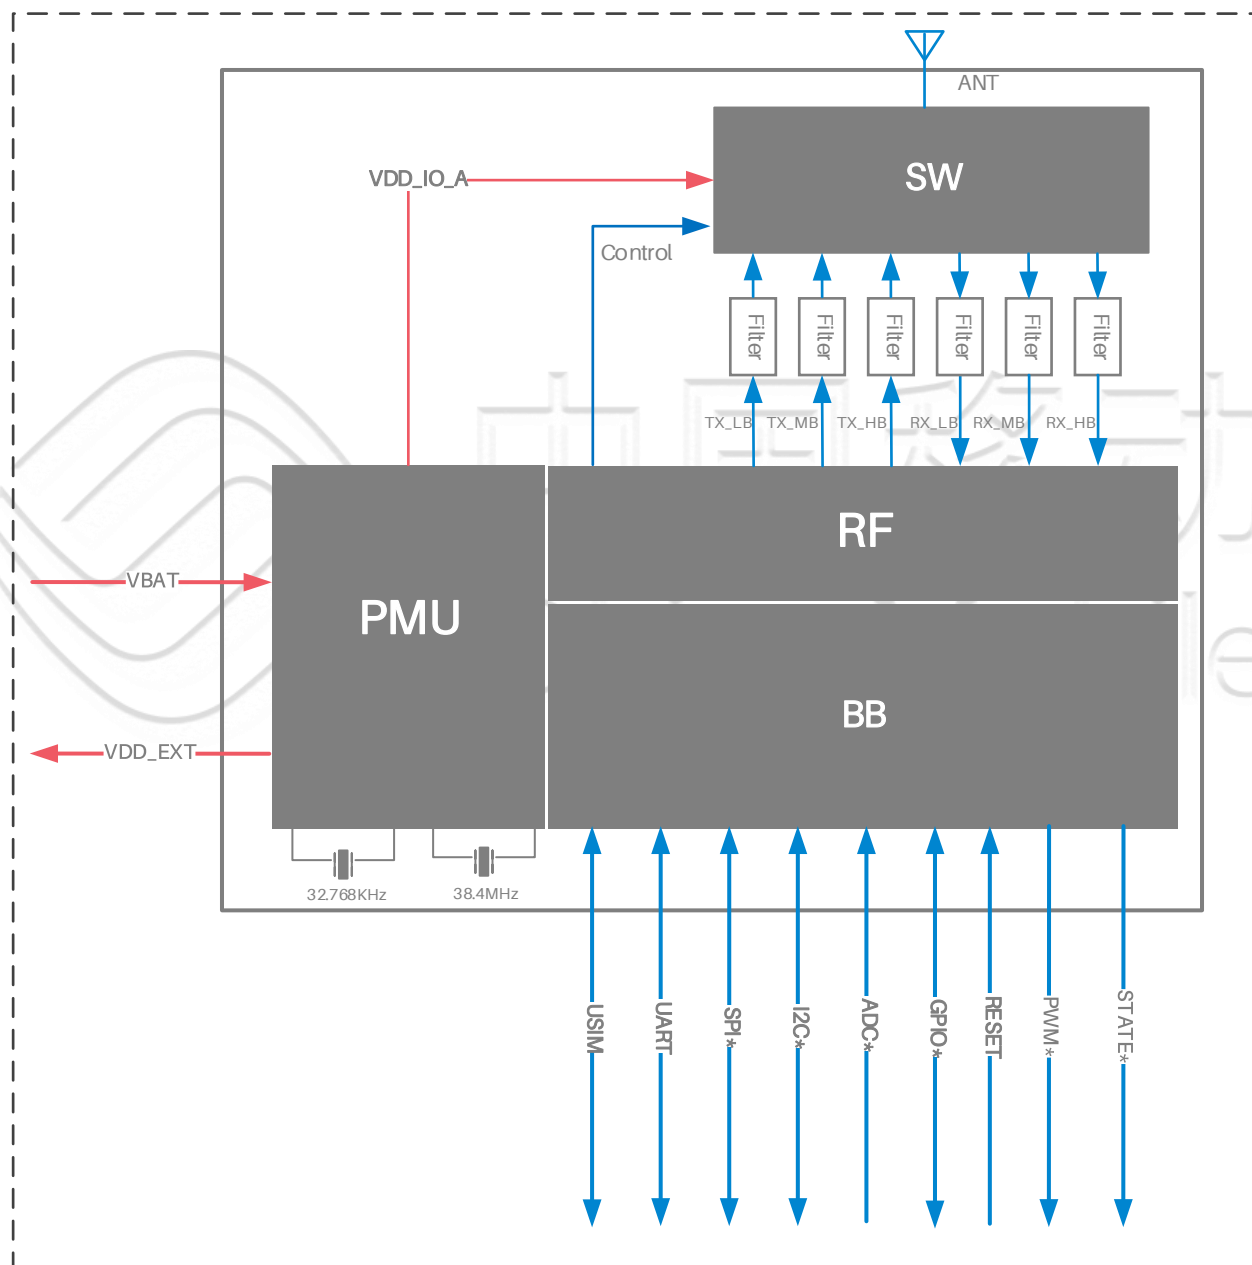 ANT
SW
VDD_IO_A
Control
Filter
Filter
Filter
Filter
Filter
Filter
TX_LB
TX_MB
TX_HB
RX_LB
RX_MB
RX_HB
RF
VBAT
PMU
BB
VDD_EXT
32.768KHz
38.4MHz
USIM
UART
SPI*
I2C*
ADC*
GPIO*
RESET
PWM*
STATE*